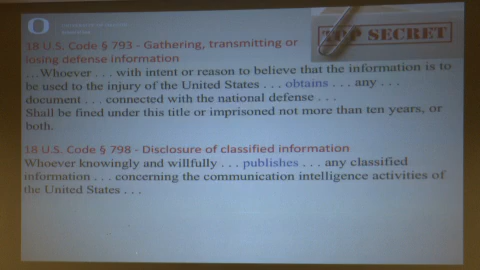 O
TOP SECRET
18 U.S. Code § 793 - Gathering, transmitting or
losing defense information
…Whoever . . . with intent or reason to believe that the information is to
be used to the injury of the United States . . . obtains . . . any . . .
document . . . connected with the national defense . . .
Shall be fined under this title or imprisoned not more than ten years, or
both.
18 U.S. Code § 798 - Disclosure of classified information
Whoever knowingly and willfully . . . publishes . . . any classified
information . . . concerning the communication intelligence activities of
the United States . . .